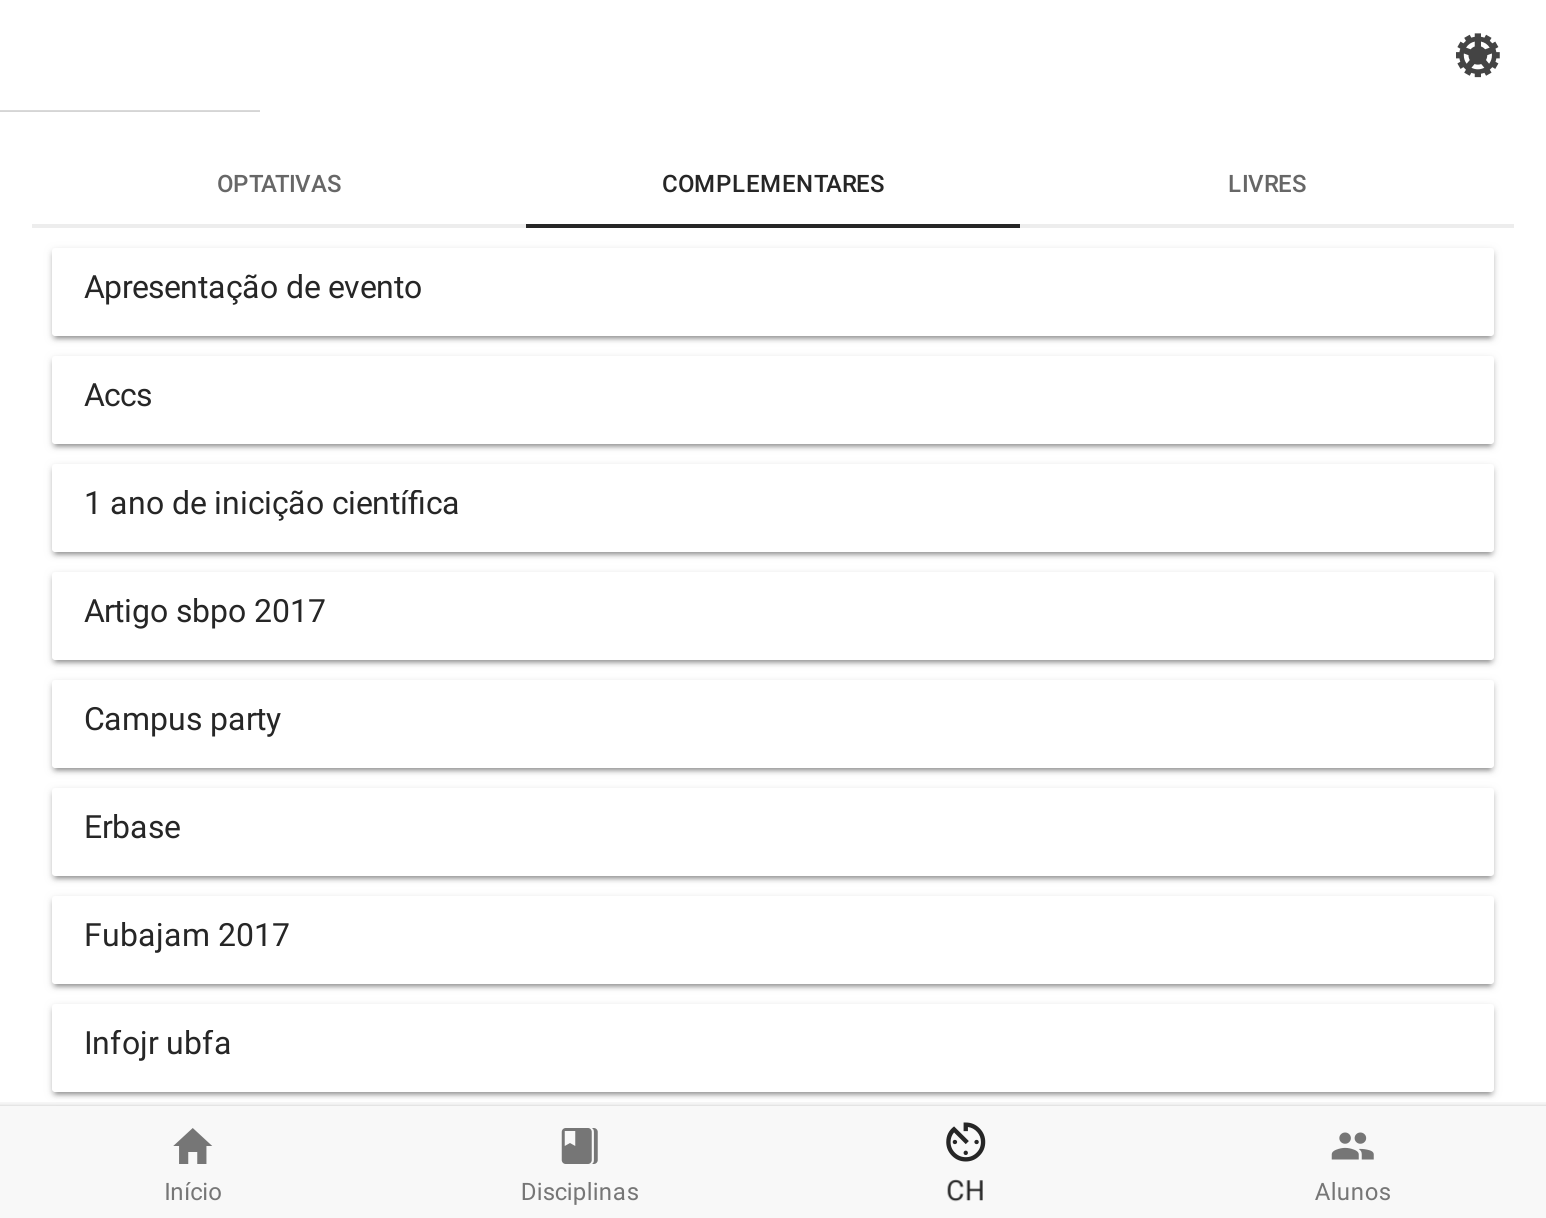 OPTATIVAS
COMPLEMENTARES
LIVRES
Apresentação de evento
Accs
1 ano de inicição científica
Artigo sbpo 2017
Campus party
Erbase
Fubajam 2017
Infojr ubfa
Início
Disciplinas
CH
Alunos